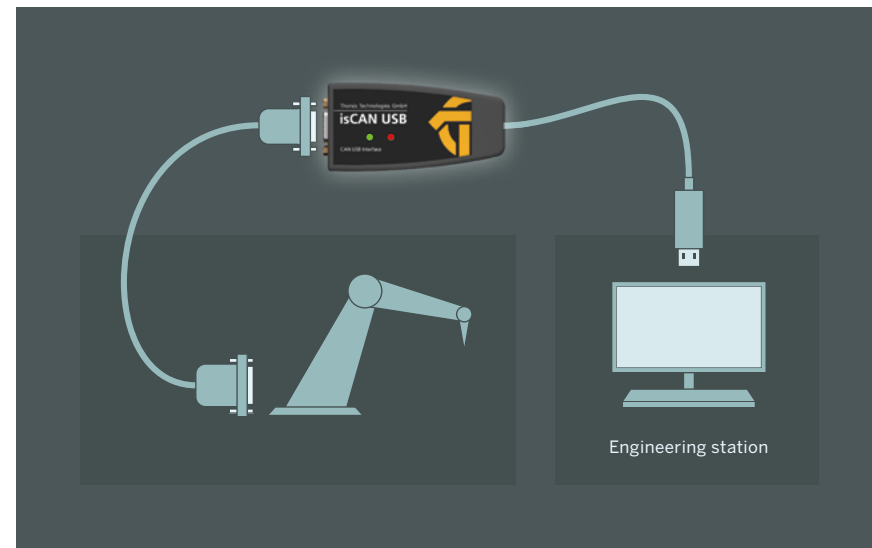 Thorsis Technologies GmbH
isCAN USB
CAN USB Interface
Engineering station